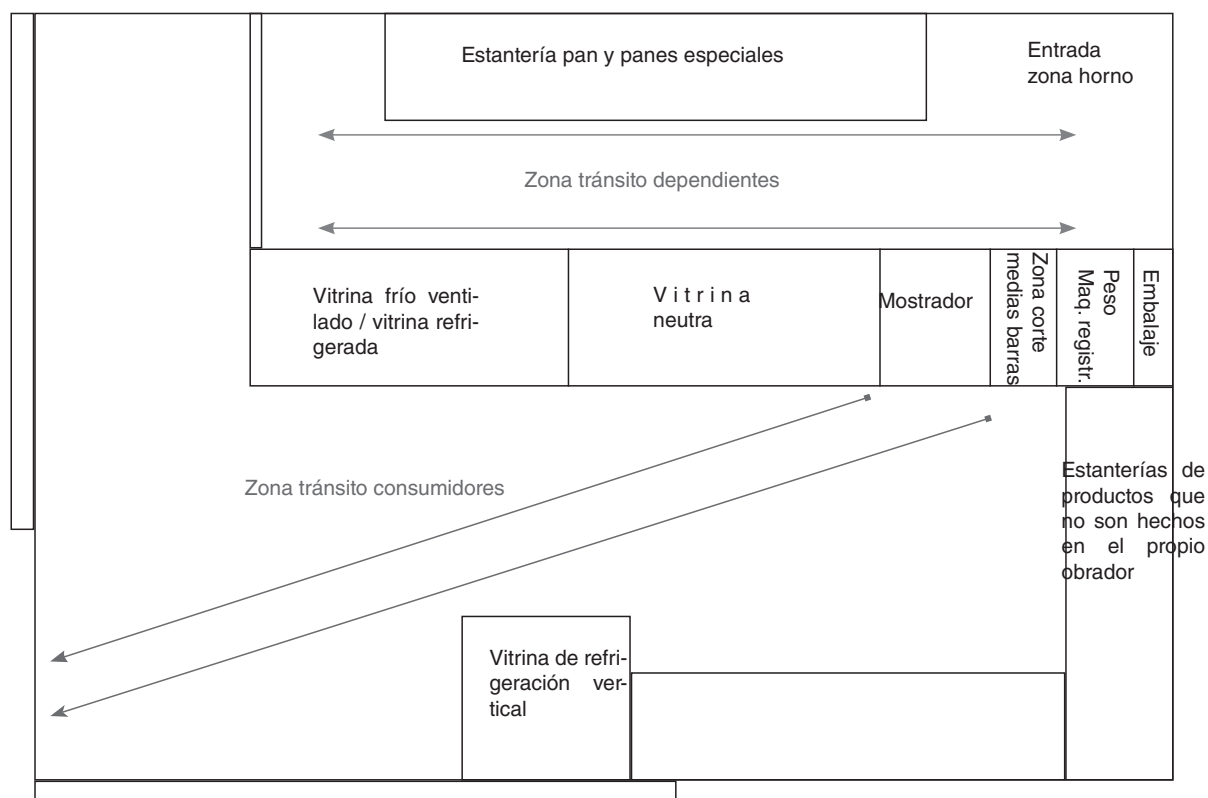 Estantería pan y panes especiales
Entrada
zona horno
Zona tránsito dependientes
Vitrina frío venti-
lado / vitrina refri-
gerada
Vitrina
neutra
Mostrador
Zona corte
medias barras
Peso
Maq. registr.
Embalaje
Zona tránsito consumidores
Estanterías de
productos que
no son hechos
en el propio
obrador
Vitrina de refri-
geración ver-
tical